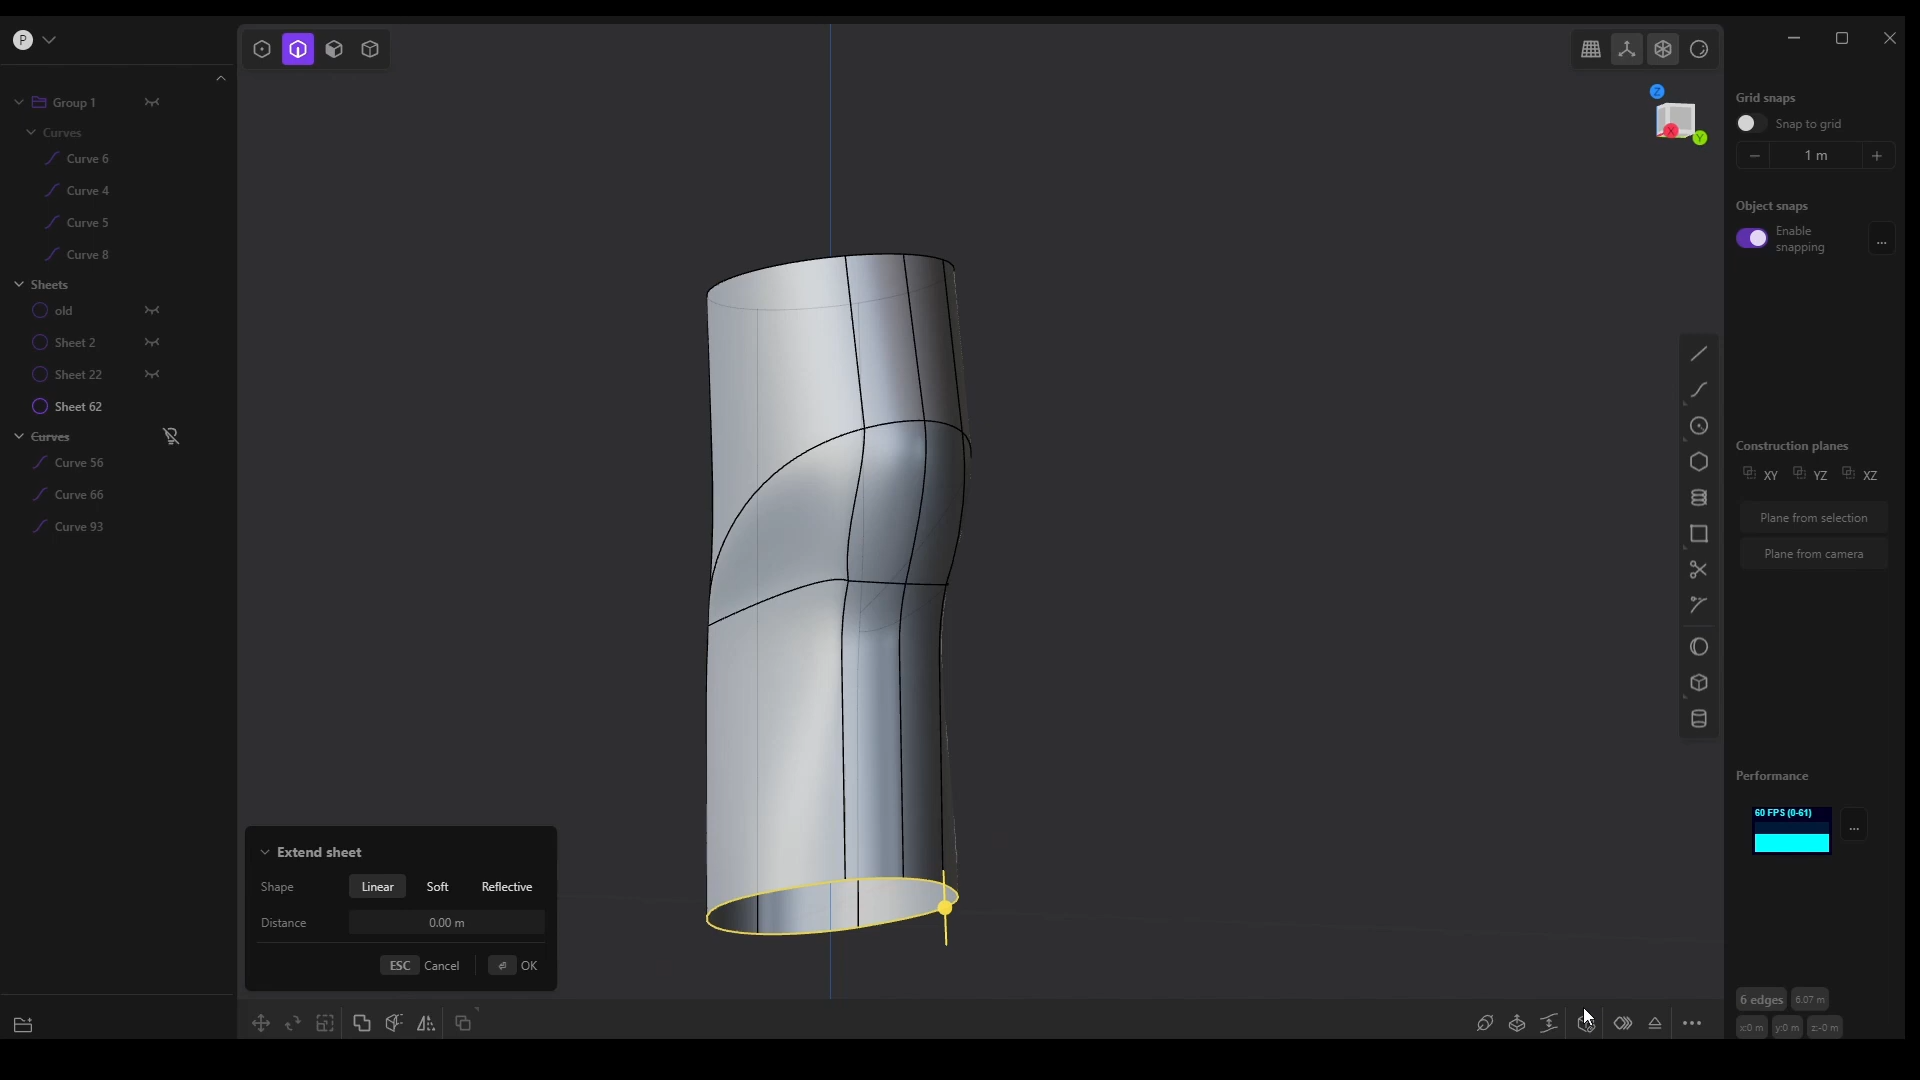 P
Group 1
Curves
Curve 6
Curve 4
Curve 5
Curve 8
Sheets
old
Sheet 2
Sheet 22
Sheet 62
Curves
Curve 56
Curve 66
Curve 93
Z
X
Y
Grid snaps
Snap to grid
1 m
Object snaps
Enable
snapping
...
Construction planes
XY YZ XZ
Plane from selection
Plane from camera
Performance
60 FPS (0-61)
...
Extend sheet
Shape Linear Soft Reflective
Distance 0.00 m
ESC Cancel OK
6 edges 6.07 m
x:0 m y:0 m z:-0 m